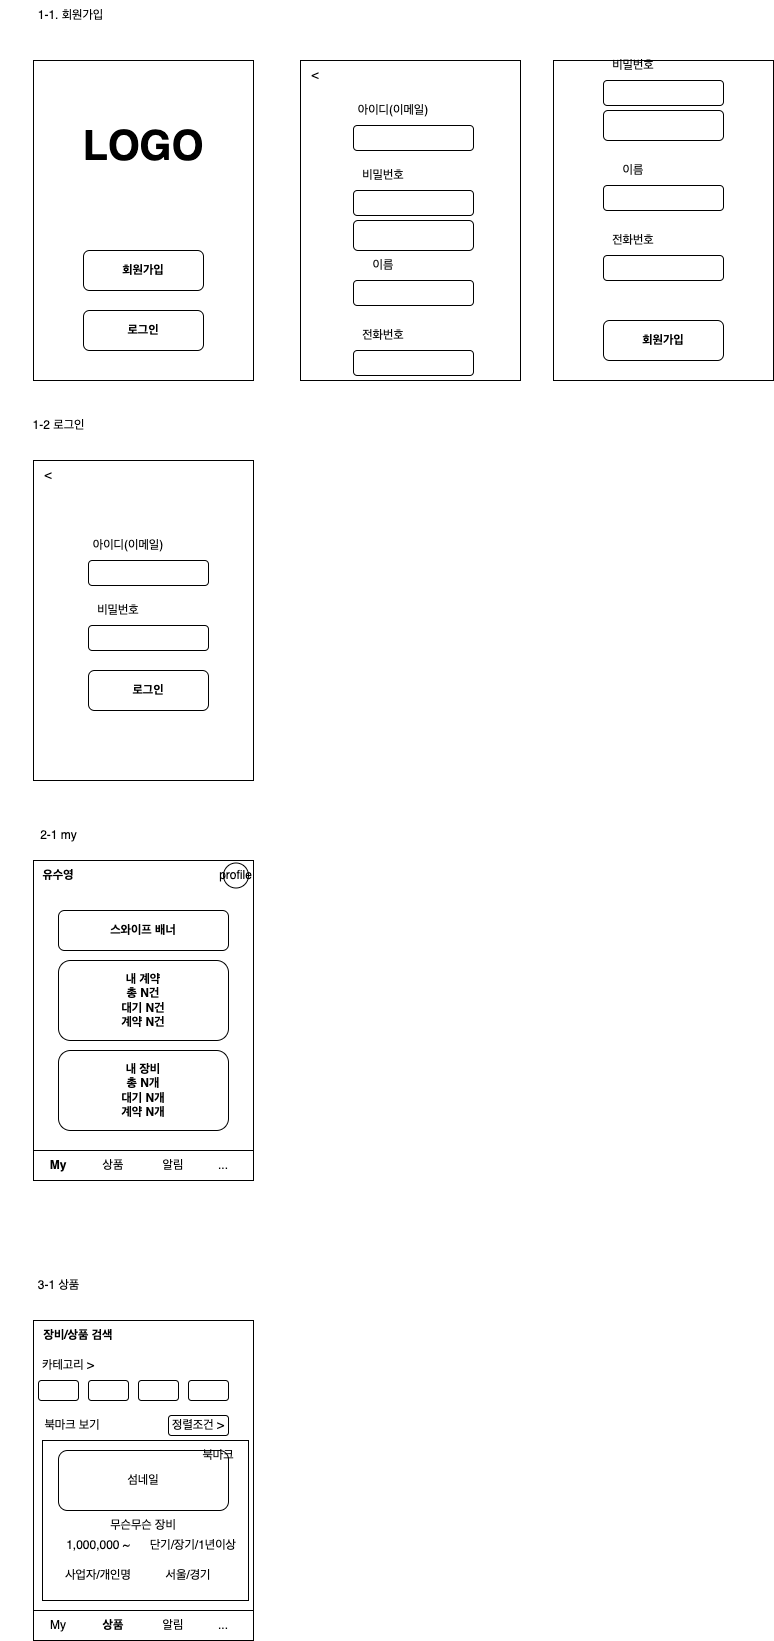 1-1. 회원가입
LOGO
회원가입
로그인
<
아이디(이메일)
비밀번호
이름
전화번호
비밀번호
이름
전화번호
회원가입
1-2 로그인
<
아이디(이메일)
비밀번호
로그인
2-1 my
유수영
profile
스와이프 배너
내 계약
총 N건
대기 N건
계약 N건
내 장비
총 N개
대기 N개
계약 N개
My 상품 알림 ...
3-1 상품
장비/상품 검색
카테고리 >
북마크 보기 정렬조건 >
북마크
섬네일
무슨무슨 장비
1,000,000 ~ 단기/장기/1년이상
사업자/개인명 서울/경기
My 상품 알림 ...